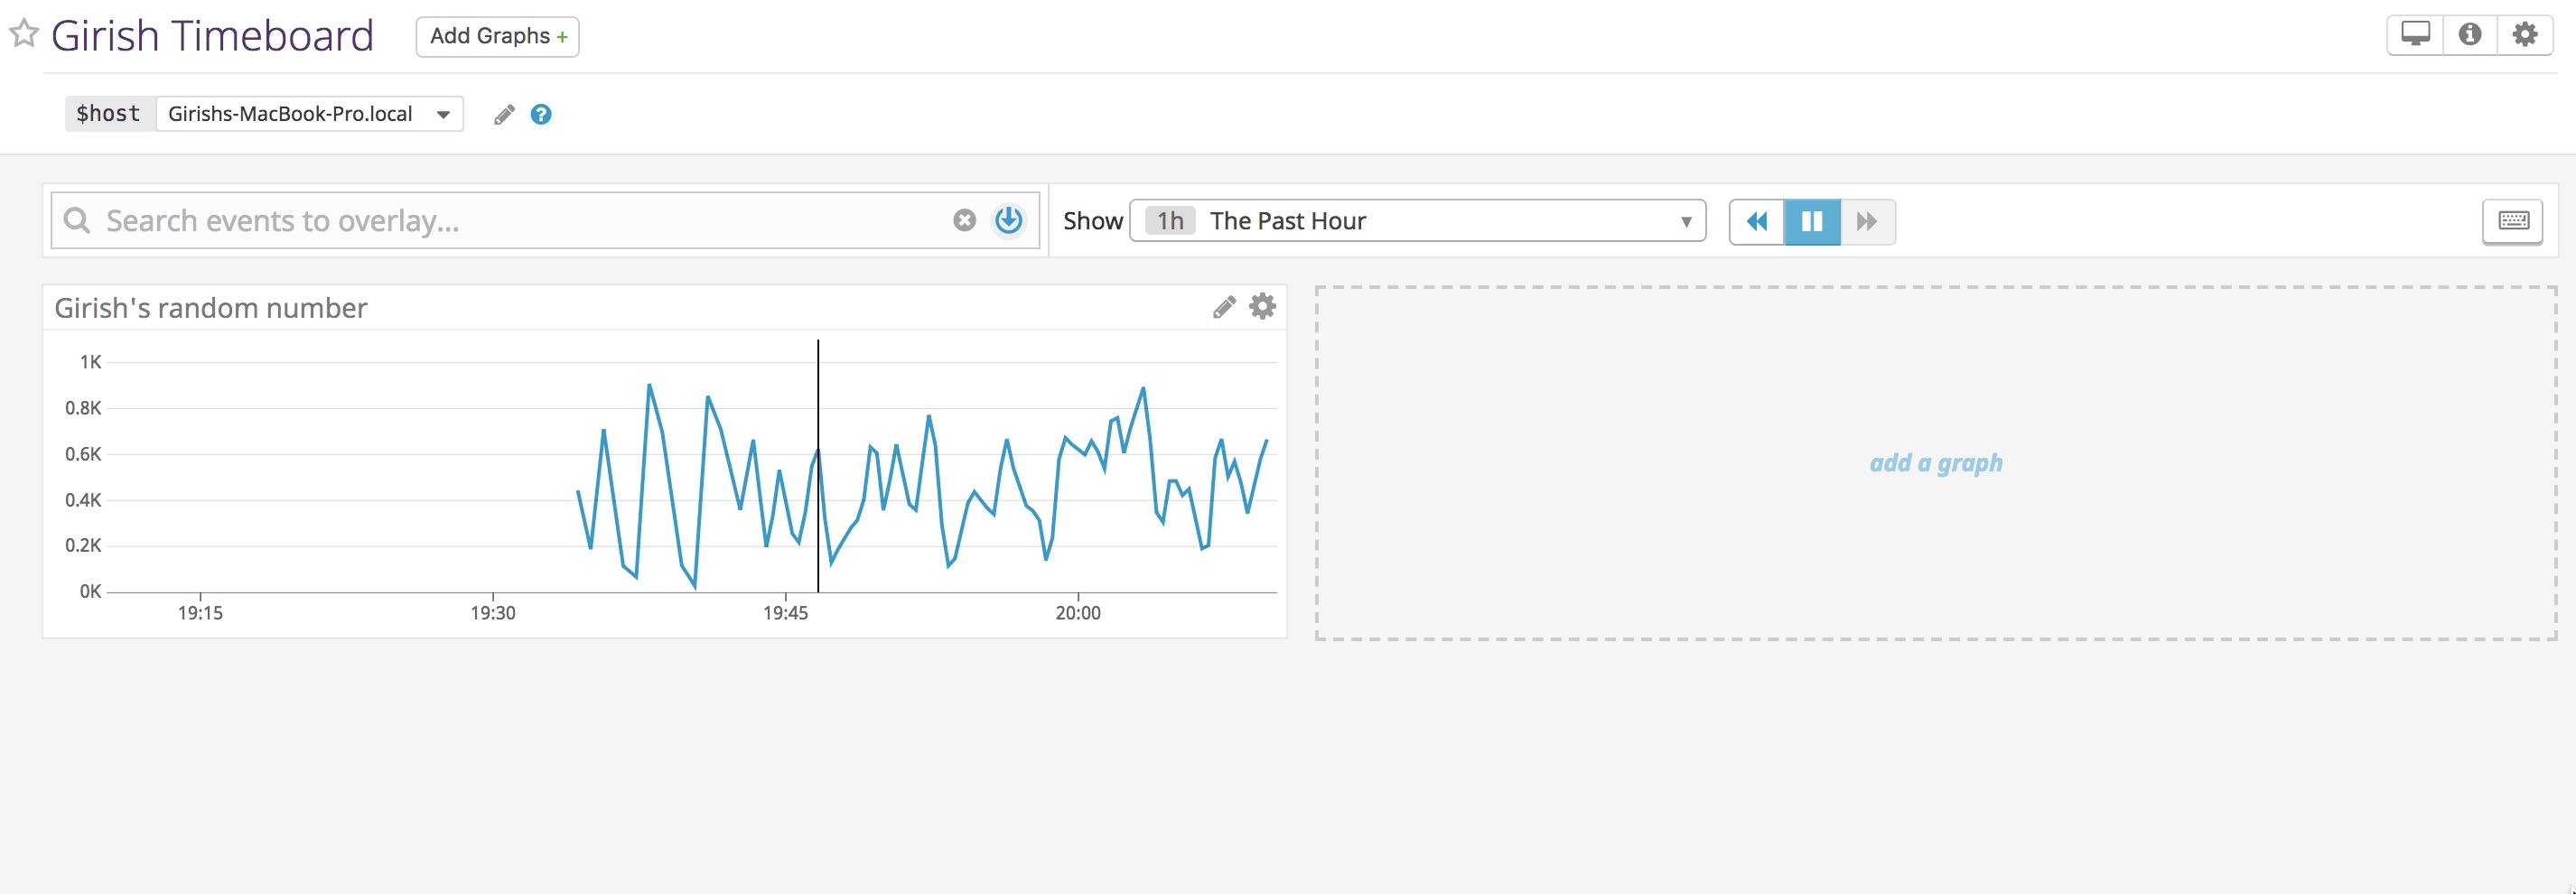 Girish Timeboard
Add Graphs +
$host Girishs-MacBook-Pro.local
?
Search events to overlay...
Show 1h The Past Hour
Girish's random number
1K
0.8K
0.6K
0.4K
0.2K
0K
19:15 19:30 19:45 20:00
add a graph